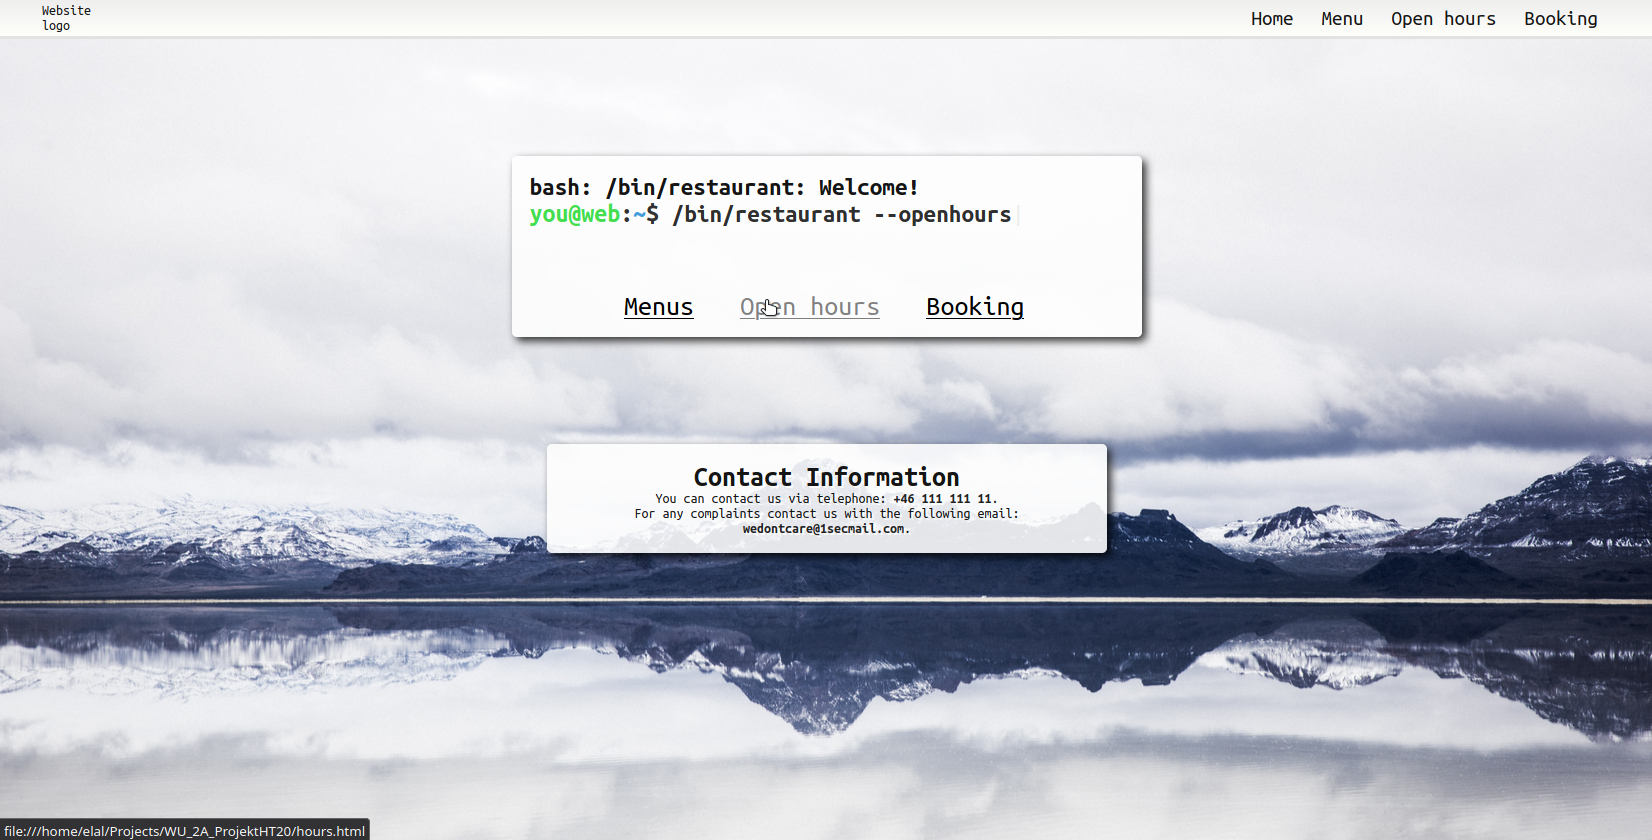 Website
logo
Home Menu Open hours Booking
bash: /bin/restaurant: Welcome!
you@web:~$ /bin/restaurant --openhours
Menus Open hours Booking
Contact Information
You can contact us via telephone: +46 111 111 11.
For any complaints contact us with the following email:
wedontcare@1secmail.com.
file:///home/elal/Projects/WU_2A_ProjektHT20/hours.html